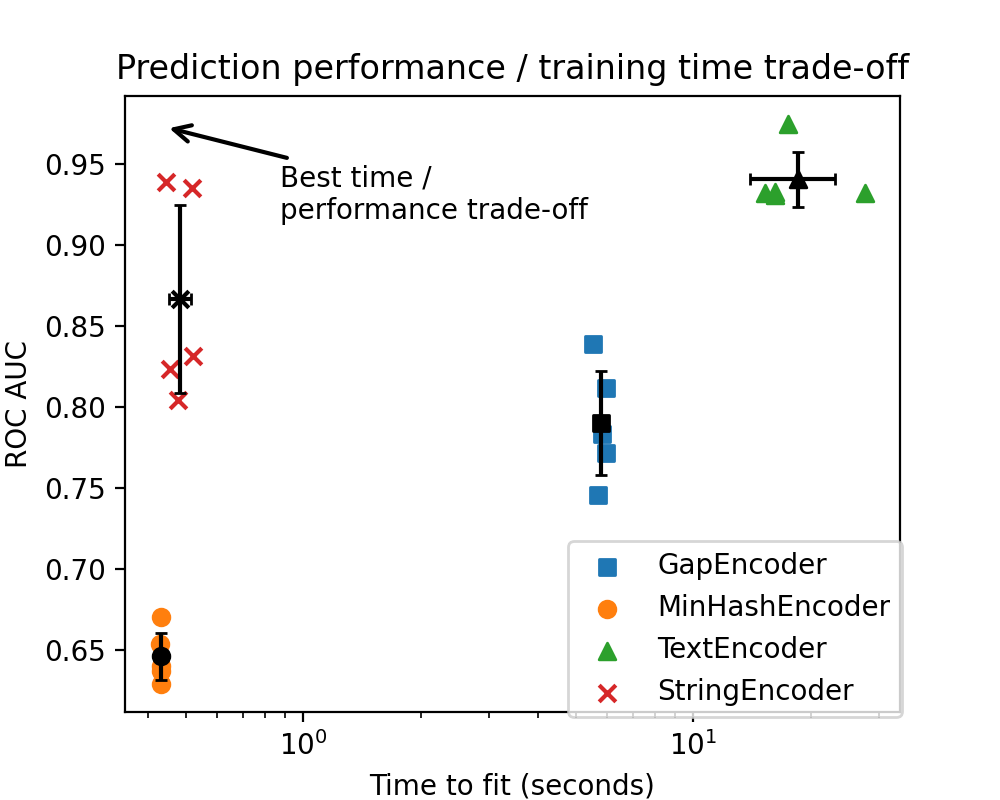 Prediction performance / training time trade-off
Best time /
performance trade-off
0.95
0.90
0.85
0.80
0.75
0.70
0.65
ROC AUC
GapEncoder
MinHashEncoder
TextEncoder
StringEncoder
10⁰
10¹
Time to fit (seconds)